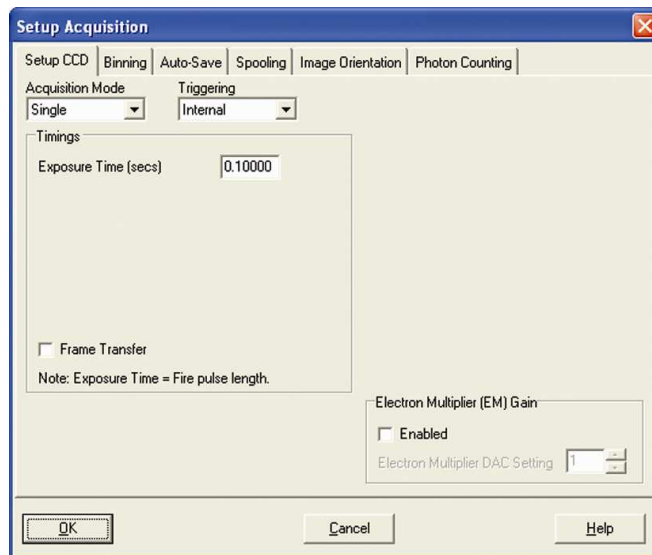 Setup Acquisition
Setup CCD Binning Auto-Save Spooling Image Orientation Photon Counting
Acquisition Mode Triggering
Single Internal
Timings
Exposure Time (secs) 0.10000
Frame Transfer
Note: Exposure Time = Fire pulse length.
Electron Multiplier (EM) Gain
Enabled
Electron Multiplier DAC Setting 1
OK Cancel Help